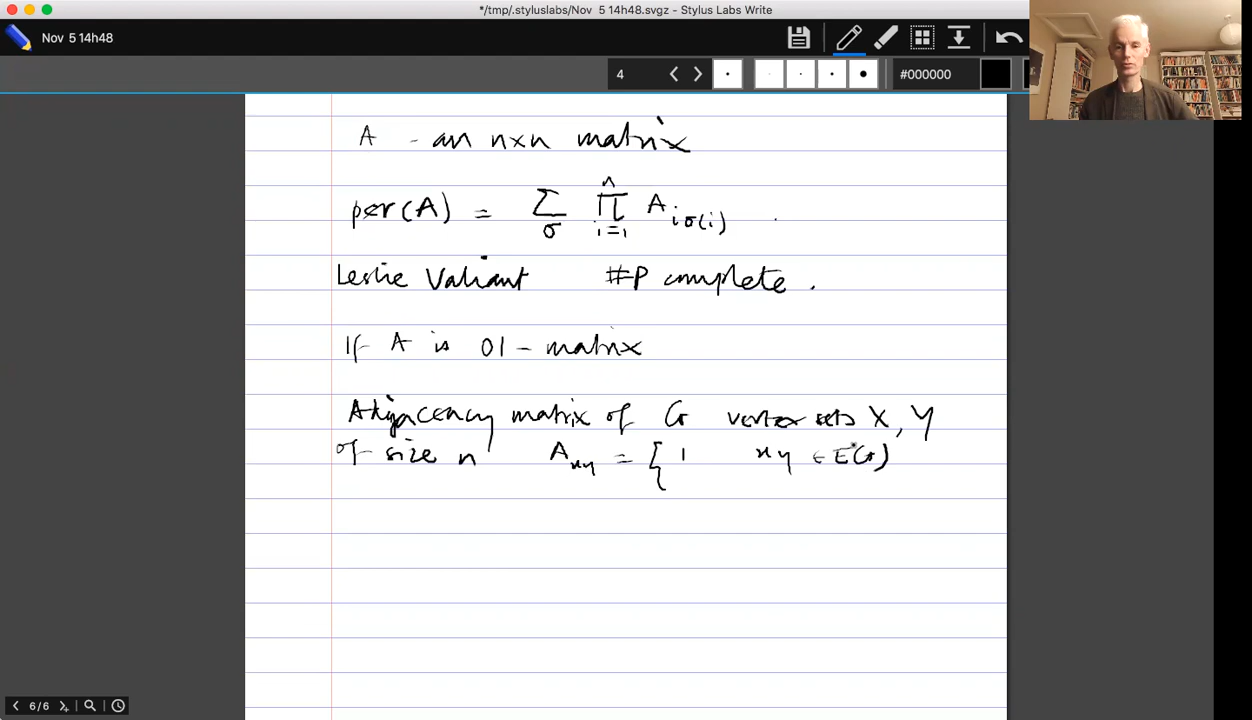 */tmp/.styluslabs/Nov 5 14h48.svgz - Stylus Labs Write
Nov 5 14h48
4
#000000
A - an n×n matrix
per(A) = ∑_σ ∏_{i=1}^{n} A_{iσ(i)}
Leslie Valiant #P complete.
If A is 01-matrix
Adjacency matrix of G vertex sets X, Y
of size n A_{xy} = { 1 xy ∈ E(G)
6/6